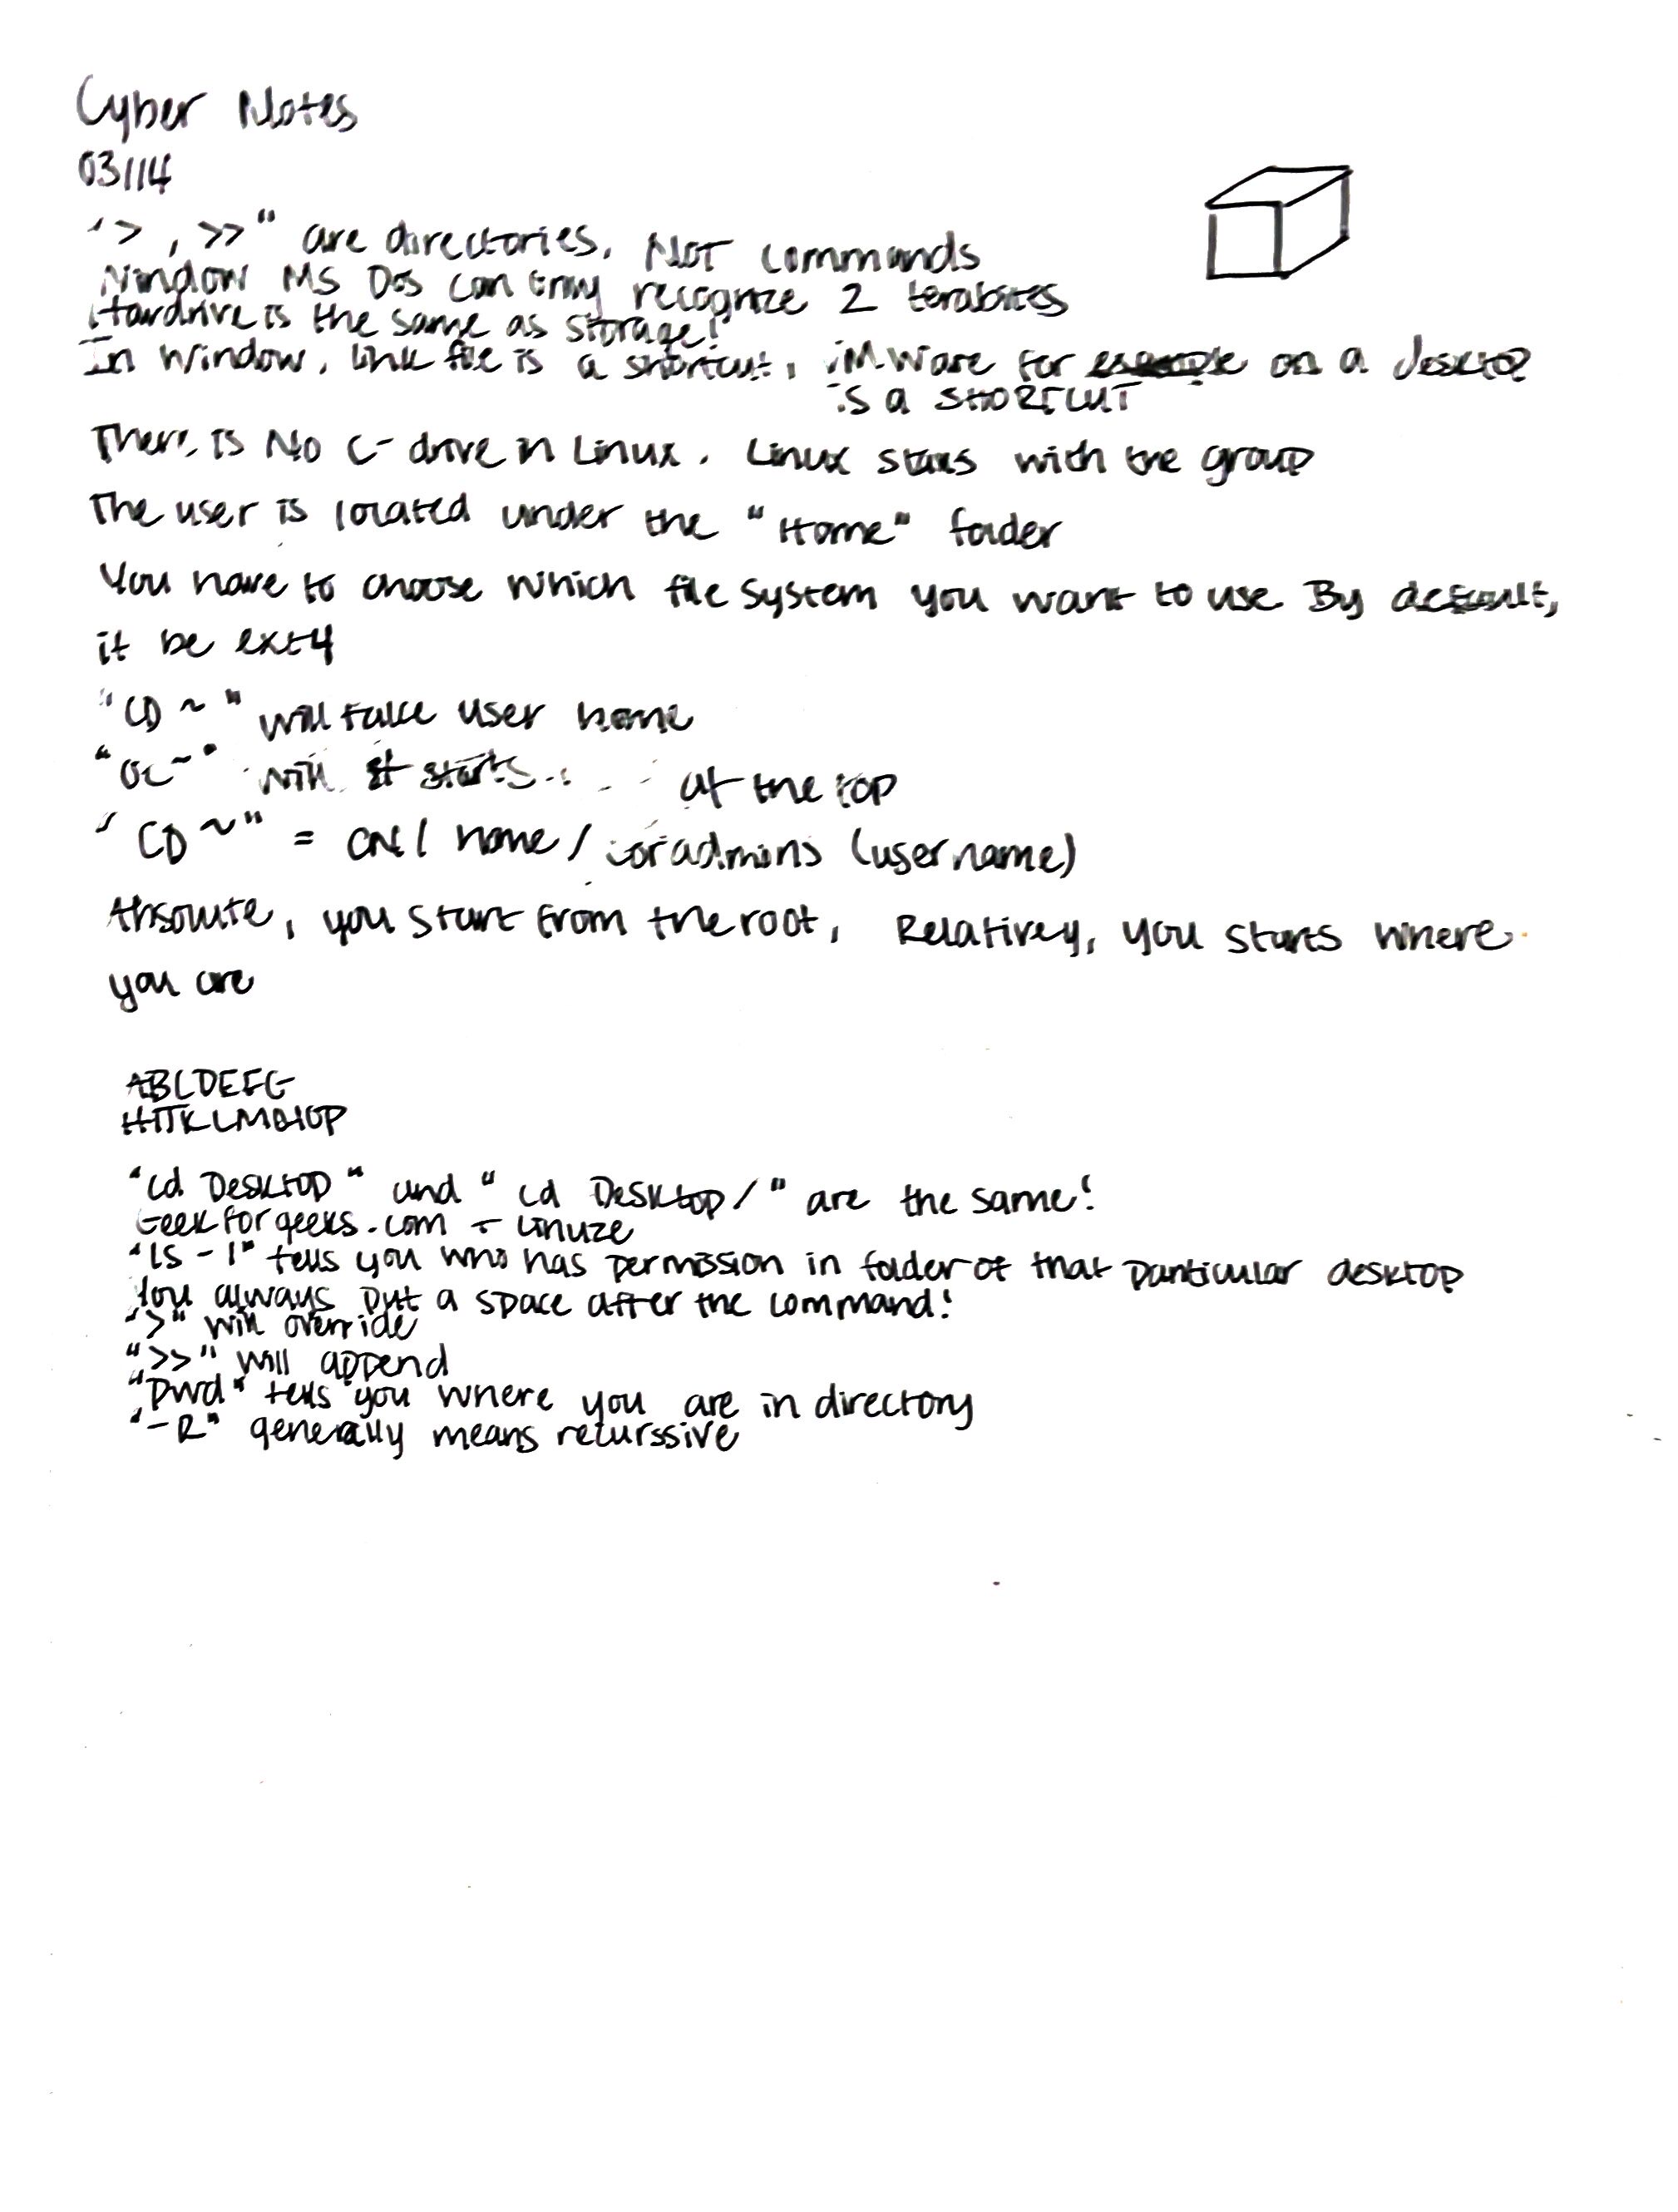 Cyber Notes
03/14
">, >>" are directories, NOT commands
Window MS Dos can only recognize 2 terabites
Hardrive is the same as storage!
In Window, link file is a shortcut, VMWare for example on a desktop
is a SHORTCUT
There is NO C-drive in Linux. Linux stars with the group
The user is located under the "Home" folder
You have to choose which file system you want to use By default,
it be ext4
"CD ~" will take user home
will it starts at the top
"CD ~" = home / (username)
Absolute, you start from the root, Relativey, you starts where
you are
ABCDEFG
HIJKLMNOP
"cd Desktop" and "cd Desktop/" are the same!
Geekforgeeks.com - Linuze
"ls -l" tells you who has permission in folder of that particular desktop
You always put a space after the command!
">" will override
">>" will append
"Pwd" tells you where you are in directory
"-R" generally means recurssive